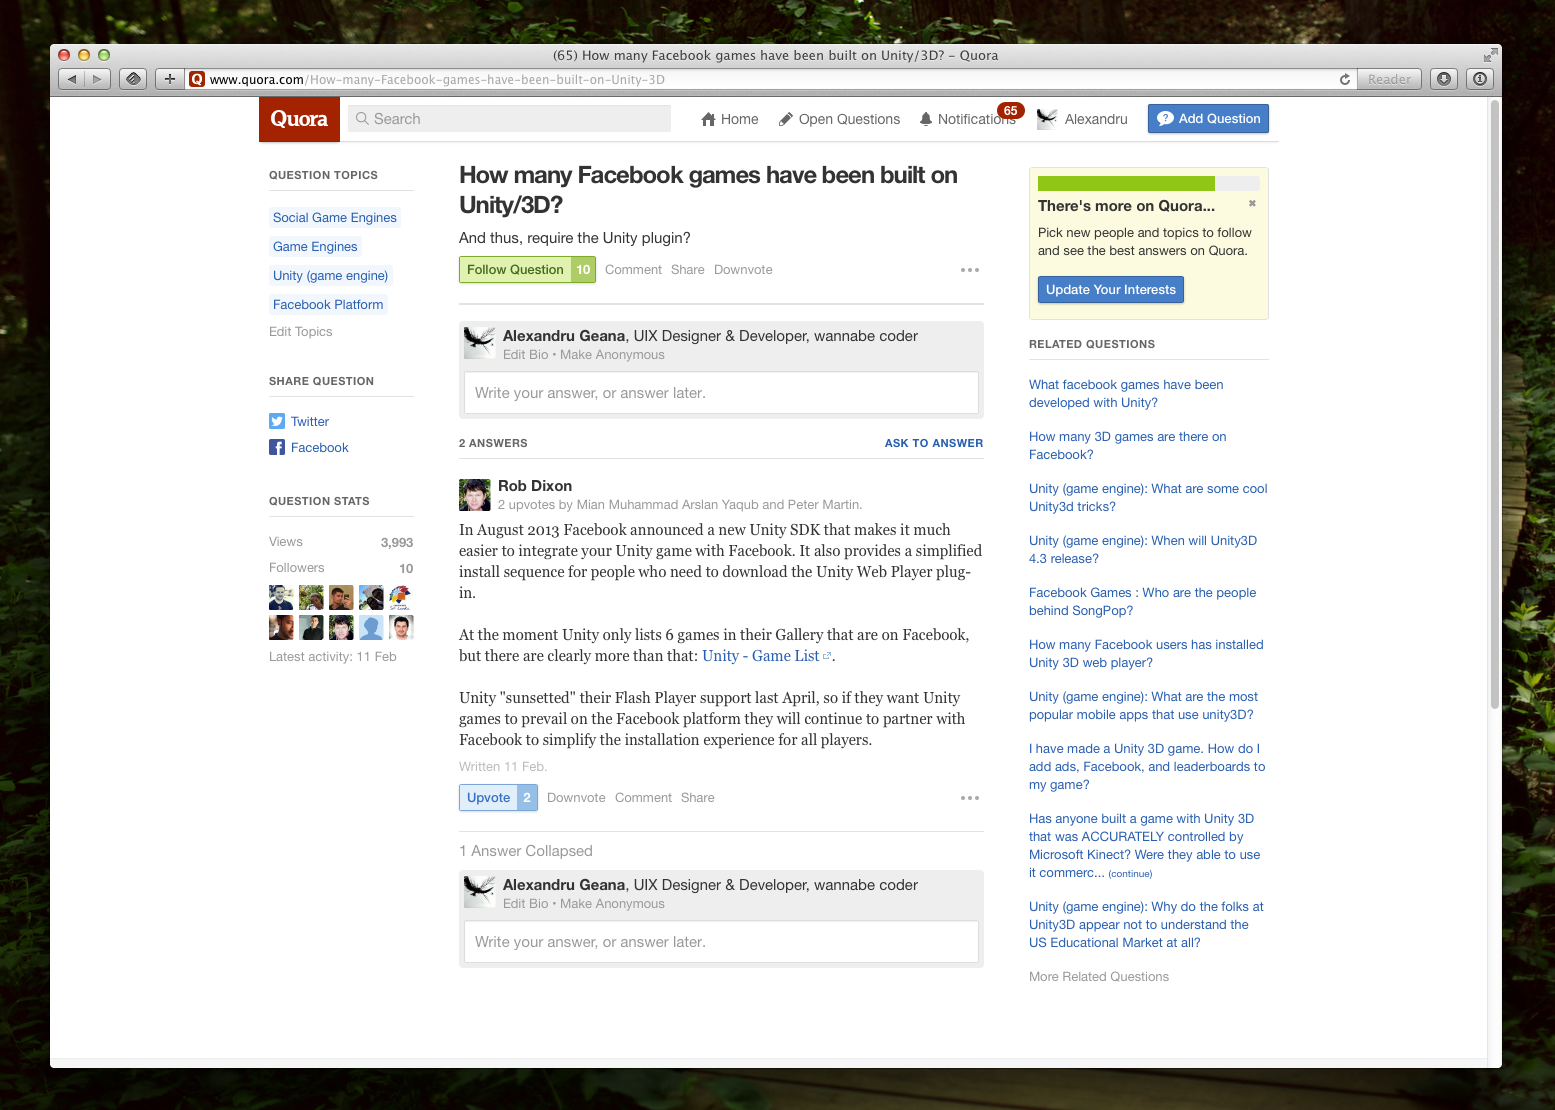 (65) How many Facebook games have been built on Unity/3D? – Quora
www.quora.com/How-many-Facebook-games-have-been-built-on-Unity-3D
Reader
Quora
Search
Home
Open Questions
Notifications
65
Alexandru
Add Question
QUESTION TOPICS
Social Game Engines
Game Engines
Unity (game engine)
Facebook Platform
Edit Topics
SHARE QUESTION
Twitter
Facebook
QUESTION STATS
Views 3,993
Followers 10
Latest activity: 11 Feb
How many Facebook games have been built on
Unity/3D?
And thus, require the Unity plugin?
Follow Question 10 Comment Share Downvote
Alexandru Geana, UIX Designer & Developer, wannabe coder
Edit Bio • Make Anonymous
Write your answer, or answer later.
2 ANSWERS ASK TO ANSWER
Rob Dixon
2 upvotes by Mian Muhammad Arslan Yaqub and Peter Martin.
In August 2013 Facebook announced a new Unity SDK that makes it much
easier to integrate your Unity game with Facebook. It also provides a simplified
install sequence for people who need to download the Unity Web Player plug-
in.
At the moment Unity only lists 6 games in their Gallery that are on Facebook,
but there are clearly more than that: Unity - Game List.
Unity "sunsetted" their Flash Player support last April, so if they want Unity
games to prevail on the Facebook platform they will continue to partner with
Facebook to simplify the installation experience for all players.
Written 11 Feb.
Upvote 2 Downvote Comment Share
1 Answer Collapsed
Alexandru Geana, UIX Designer & Developer, wannabe coder
Edit Bio • Make Anonymous
Write your answer, or answer later.
There's more on Quora...
Pick new people and topics to follow
and see the best answers on Quora.
Update Your Interests
RELATED QUESTIONS
What facebook games have been
developed with Unity?
How many 3D games are there on
Facebook?
Unity (game engine): What are some cool
Unity3d tricks?
Unity (game engine): When will Unity3D
4.3 release?
Facebook Games : Who are the people
behind SongPop?
How many Facebook users has installed
Unity 3D web player?
Unity (game engine): What are the most
popular mobile apps that use unity3D?
I have made a Unity 3D game. How do I
add ads, Facebook, and leaderboards to
my game?
Has anyone built a game with Unity 3D
that was ACCURATELY controlled by
Microsoft Kinect? Were they able to use
it commerc... (continue)
Unity (game engine): Why do the folks at
Unity3D appear not to understand the
US Educational Market at all?
More Related Questions